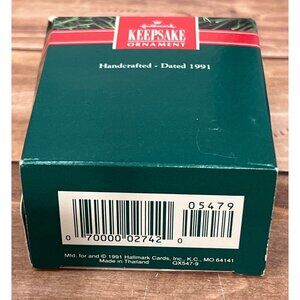 Hallmark
KEEPSAKE
ORNAMENT
Handcrafted - Dated 1991
05479
0 70000 02742 0
Mfd. for and © 1991 Hallmark Cards, Inc., K.C., MO 64141
Made in Thailand QX547-9